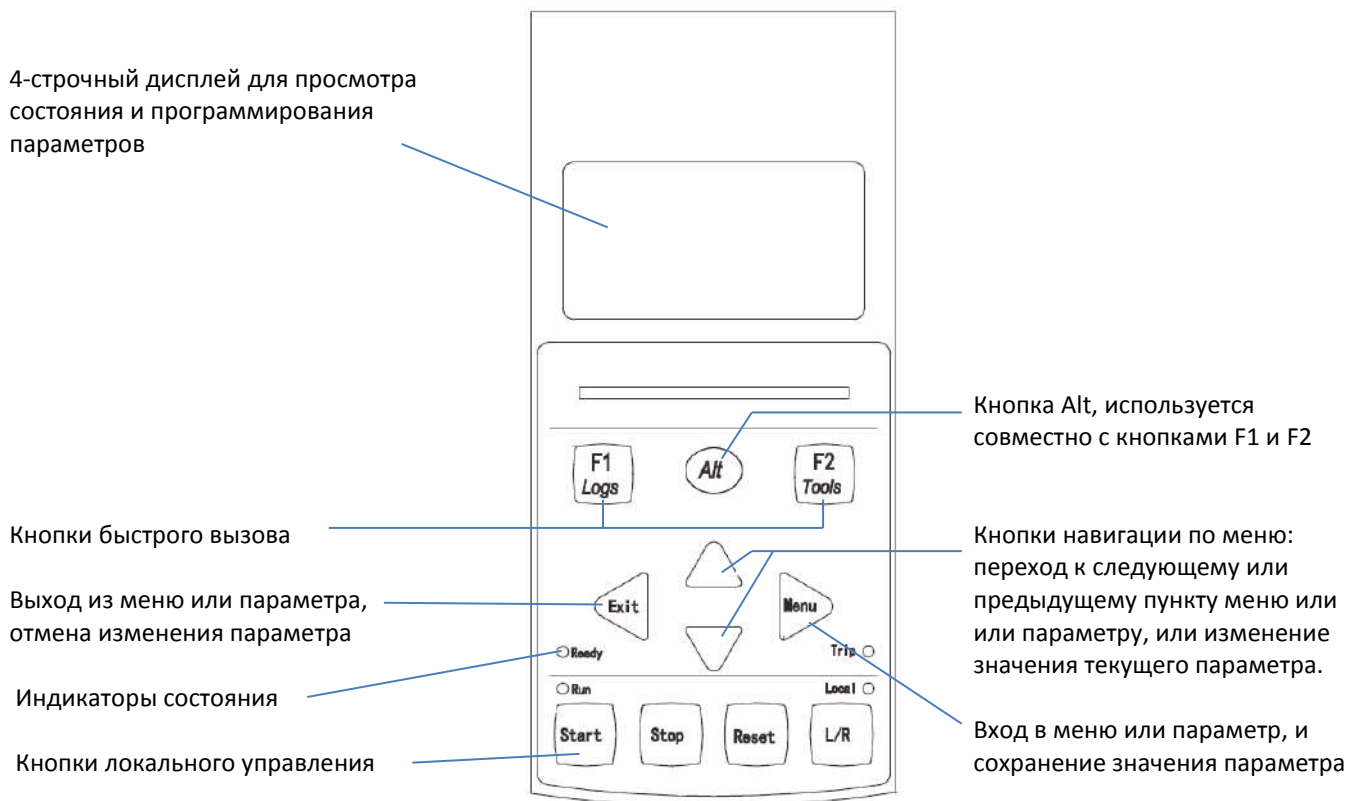 4-строчный дисплей для просмотра
состояния и программирования
параметров
Кнопка Alt, используется
совместно с кнопками F1 и F2
F1
Logs
Alt
F2
Tools
Кнопки быстрого вызова
Кнопки навигации по меню:
переход к следующему или
предыдущему пункту меню или
или параметру, или изменение
значения текущего параметра.
Выход из меню или параметра,
отмена изменения параметра
Exit
Menu
Ready
Trip
Индикаторы состояния
Run
Local
Start
Stop
Reset
L/R
Вход в меню или параметр, и
сохранение значения параметра
Кнопки локального управления